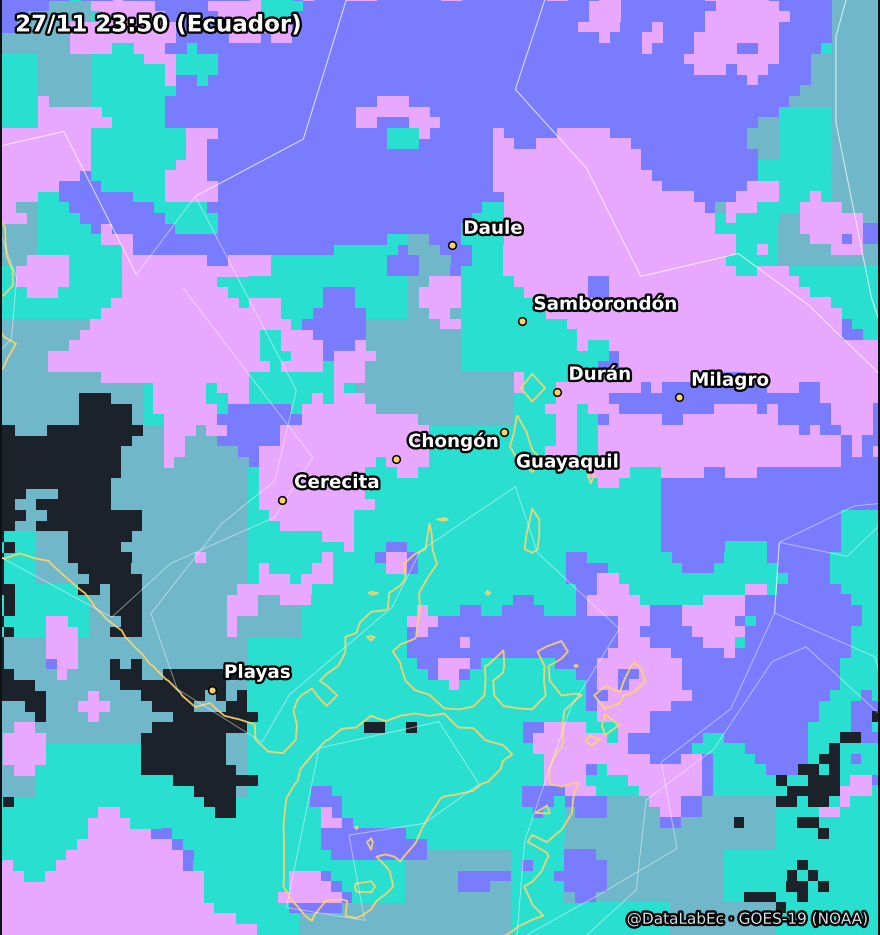 27/11 23:50 (Ecuador)
Daule
Samborondón
Durán
Milagro
Chongón
Guayaquil
Cerecita
Playas
@DataLabEc · GOES-19 (NOAA)